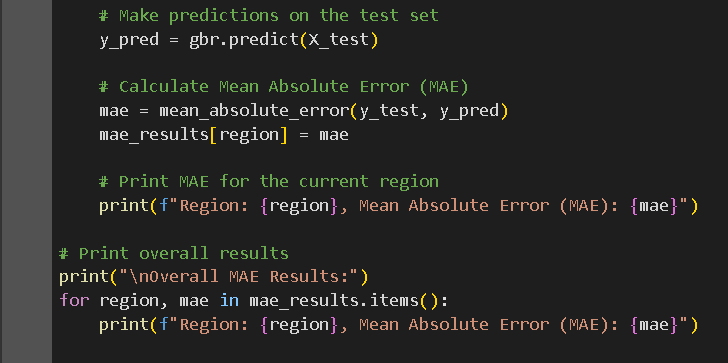 # Make predictions on the test set
y_pred = gbr.predict(X_test)
# Calculate Mean Absolute Error (MAE)
mae = mean_absolute_error(y_test, y_pred)
mae_results[region] = mae
# Print MAE for the current region
print(f"Region: {region}, Mean Absolute Error (MAE): {mae}")
# Print overall results
print("\nOverall MAE Results:")
for region, mae in mae_results.items():
print(f"Region: {region}, Mean Absolute Error (MAE): {mae}")